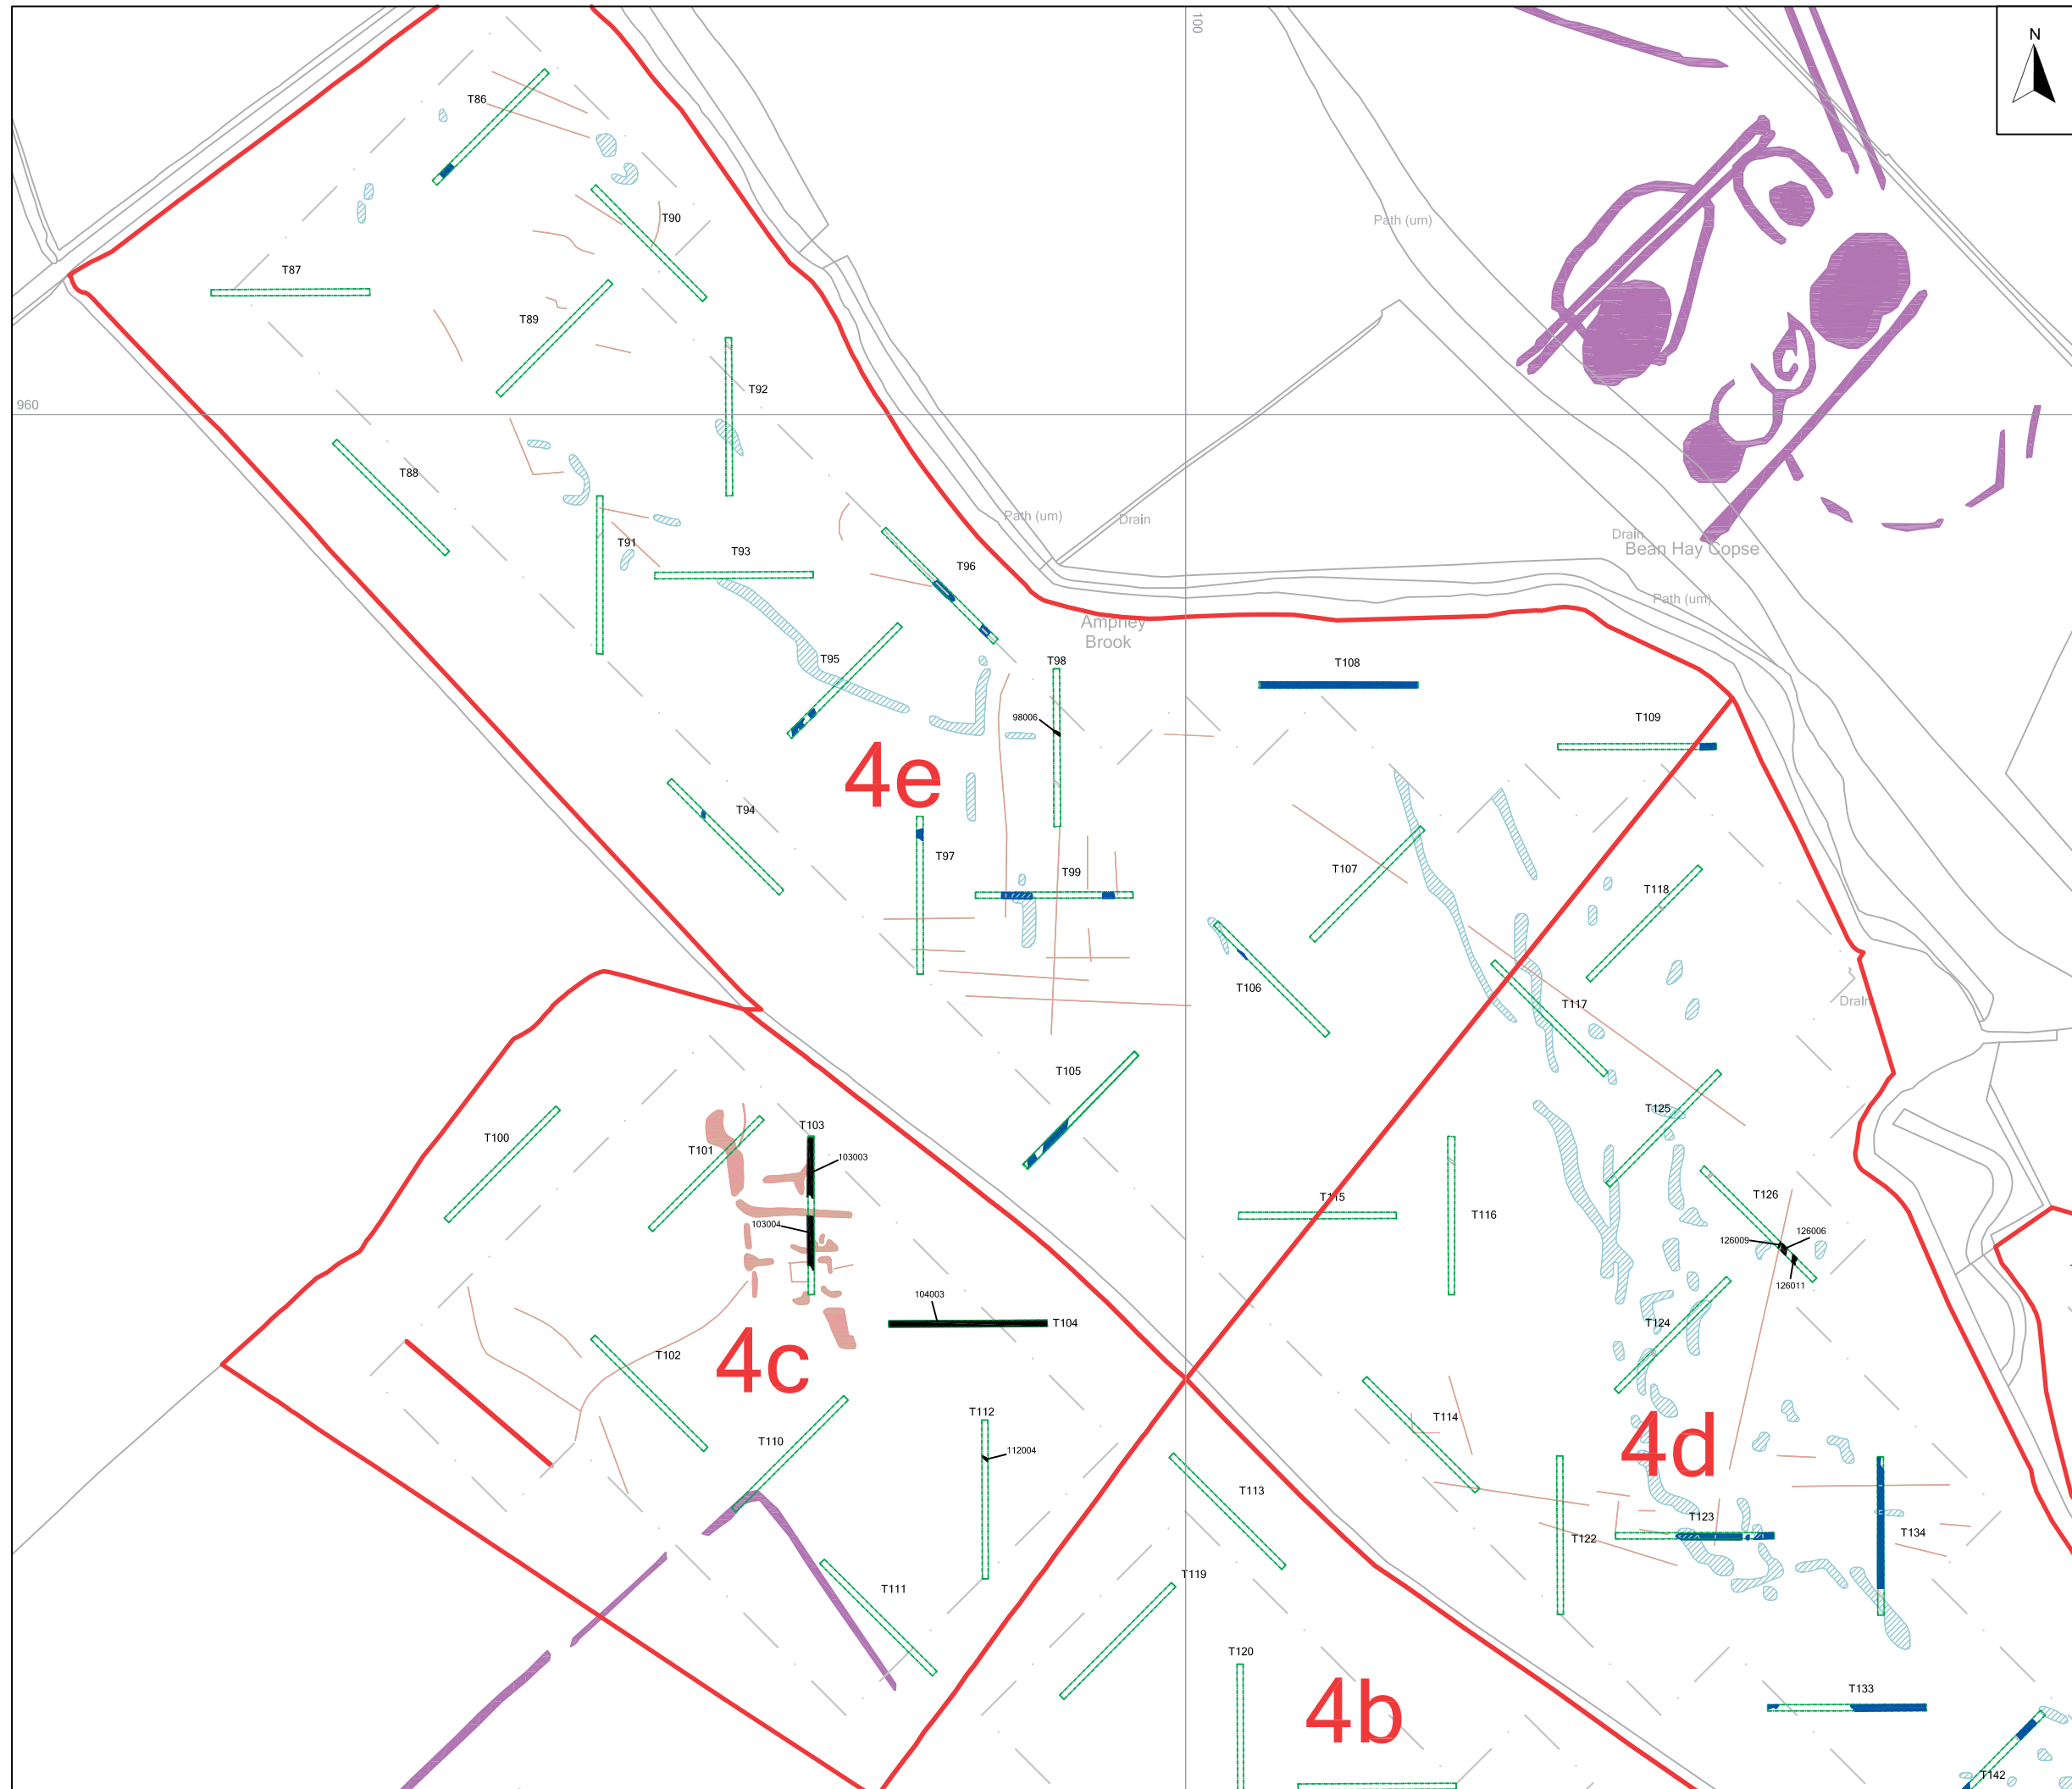 100
N
T86
T90
Path (um)
T87
T89
T92
960
T88
T91
T93
T96
Path (um)
Drain
Drain
Bean Hay Copse
Path (um)
Ampney
Brook
T95
T98
T108
98006
T109
4e
T94
T97
T99
T107
T118
T106
T117
Drain
T105
T125
T100
T101
T103
103003
103004
T115
T116
T126
126009
126006
126011
104003
T104
T124
T102
4c
T110
T112
112004
T114
4d
T113
T123
T122
T134
T111
T119
T120
4b
T133
T142